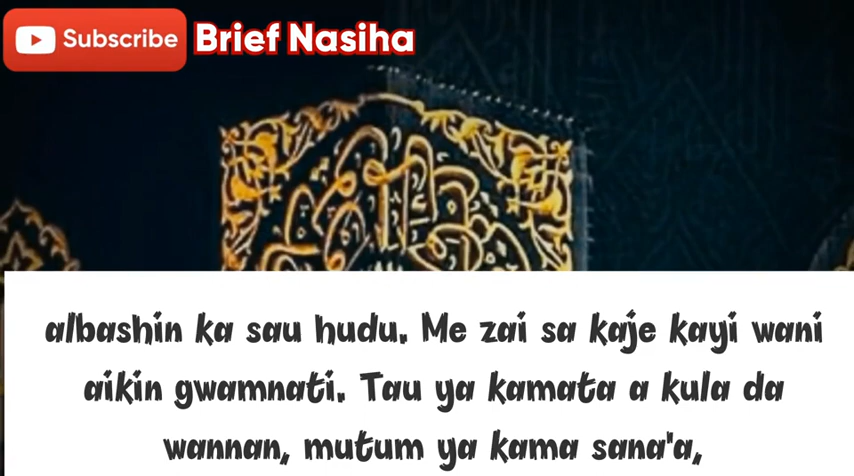 Subscribe Brief Nasiha
albashin ka sau hudu. Me zai sa kaje kayi wani
aikin gwamnati. Tau ya kamata a kula da
wannan, mutum ya kama sana'a,